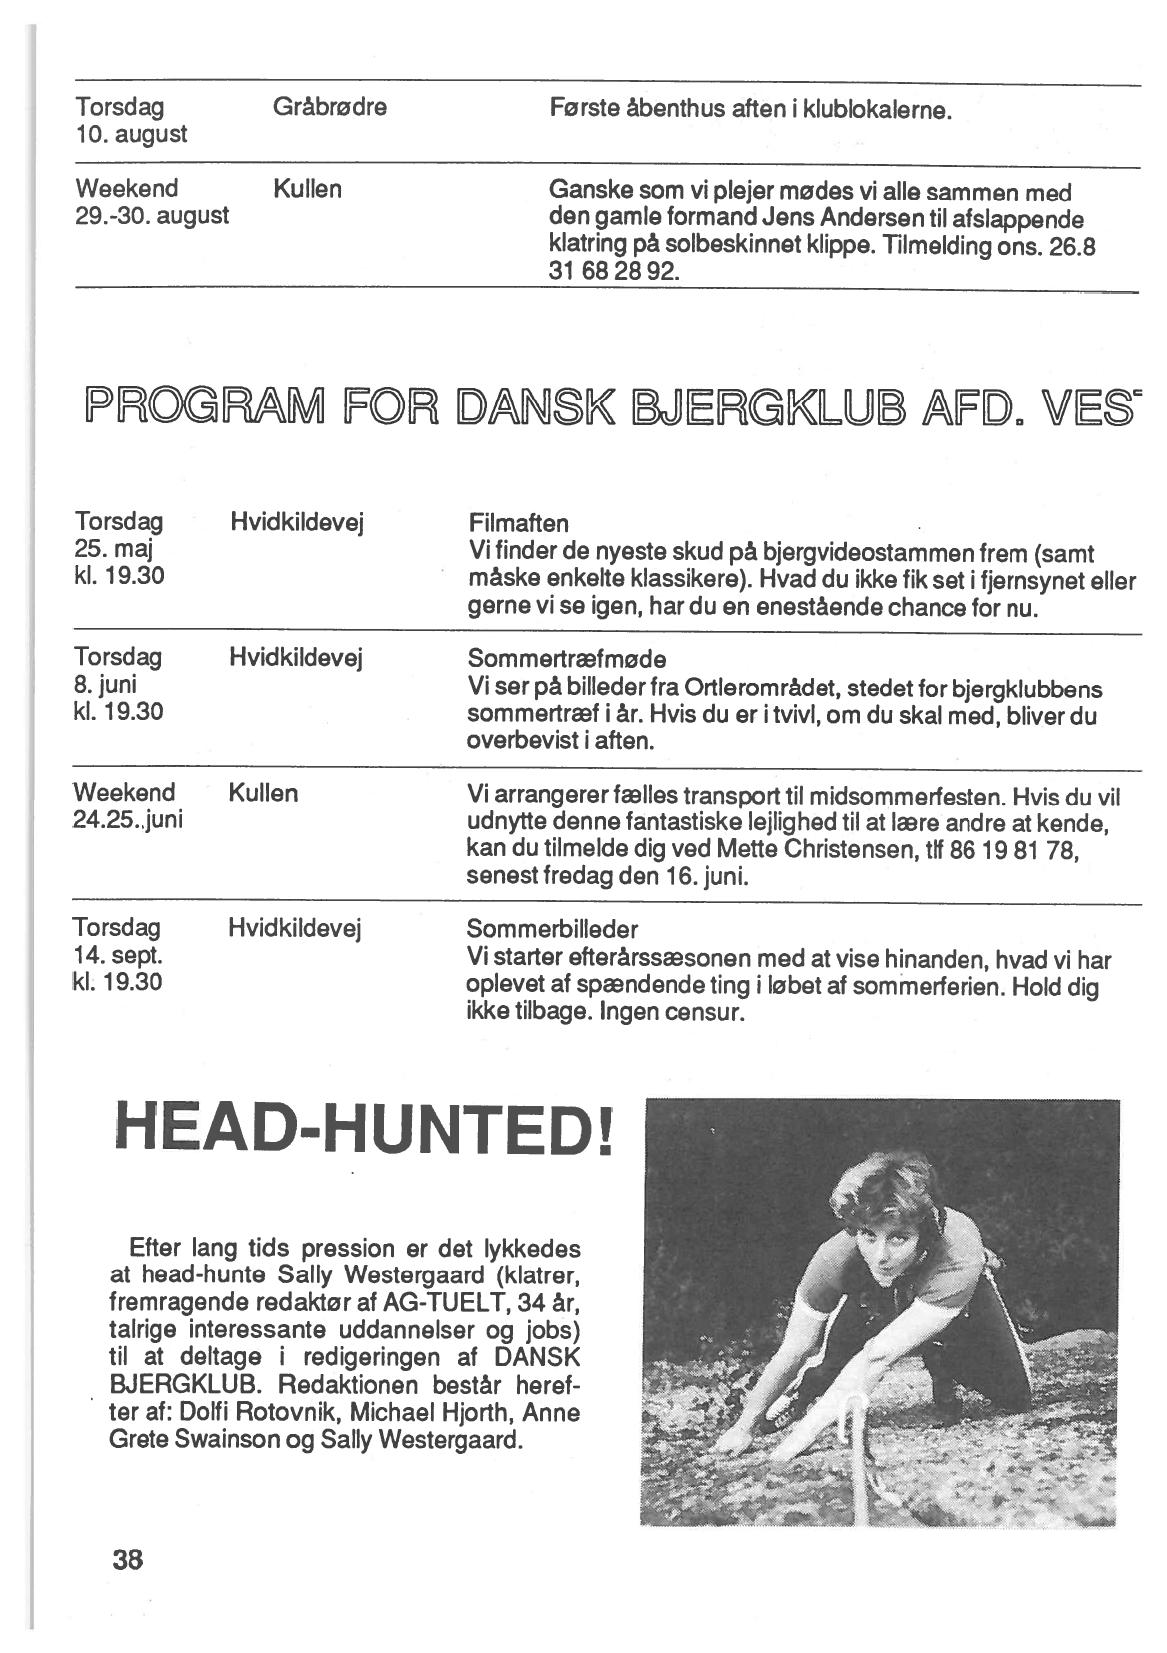 Torsdag Gråbrødre Første åbenthus aften i klublokalerne.
10. august
Weekend Kullen Ganske som vi plejer mødes vi alle sammen med
29.-30. august den gamle formand Jens Andersen til afslappende
klatring på solbeskinnet klippe. Tilmelding ons. 26.8
31 68 28 92.
PROGRAM FOR DANSK BJERGKLUB AFD. VES
Torsdag Hvidkildevej Filmaften
25. maj Vi finder de nyeste skud på bjergvideostammen frem (samt
kl. 19.30 måske enkelte klassikere). Hvad du ikke fik set i fjernsynet eller
gerne vi se igen, har du en enestående chance for nu.
Torsdag Hvidkildevej Sommertræfmøde
8. juni Vi ser på billeder fra Ortlerområdet, stedet for bjergklubbens
kl. 19.30 sommertræf i år. Hvis du er i tvivl, om du skal med, bliver du
overbevist i aften.
Weekend Kullen Vi arrangerer fælles transport til midsommerfesten. Hvis du vil
24.25..juni udnytte denne fantastiske lejlighed til at lære andre at kende,
kan du tilmelde dig ved Mette Christensen, tlf 86 19 81 78,
senest fredag den 16. juni.
Torsdag Hvidkildevej Sommerbilleder
14. sept. Vi starter efterårssæsonen med at vise hinanden, hvad vi har
kl. 19.30 oplevet af spændende ting i løbet af sommerferien. Hold dig
ikke tilbage. Ingen censur.
HEAD-HUNTED!
Efter lang tids pression er det lykkedes
at head-hunte Sally Westergaard (klatrer,
fremragende redaktør af AG-TUELT, 34 år,
talrige interessante uddannelser og jobs)
til at deltage i redigeringen af DANSK
BJERGKLUB. Redaktionen består heref-
ter af: Dolfi Rotovnik, Michael Hjorth, Anne
Grete Swainson og Sally Westergaard.
38